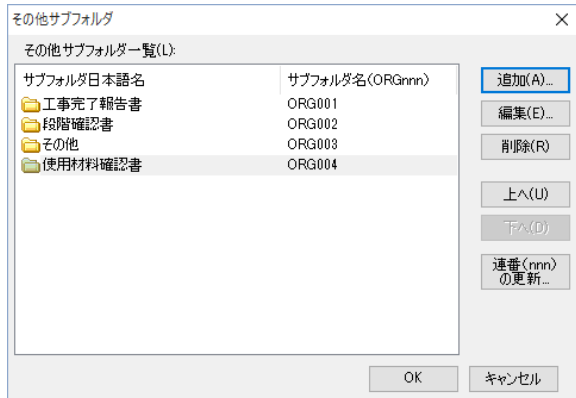 その他サブフォルダ
その他サブフォルダ一覧(L):
サブフォルダ日本語名 サブフォルダ名(ORGnnn)
工事完了報告書 ORG001
段階確認書 ORG002
その他 ORG003
使用材料確認書 ORG004
追加(A)...
編集(E)...
削除(R)
上へ(U)
下へ(D)
連番(nnn)
の更新...
OK キャンセル